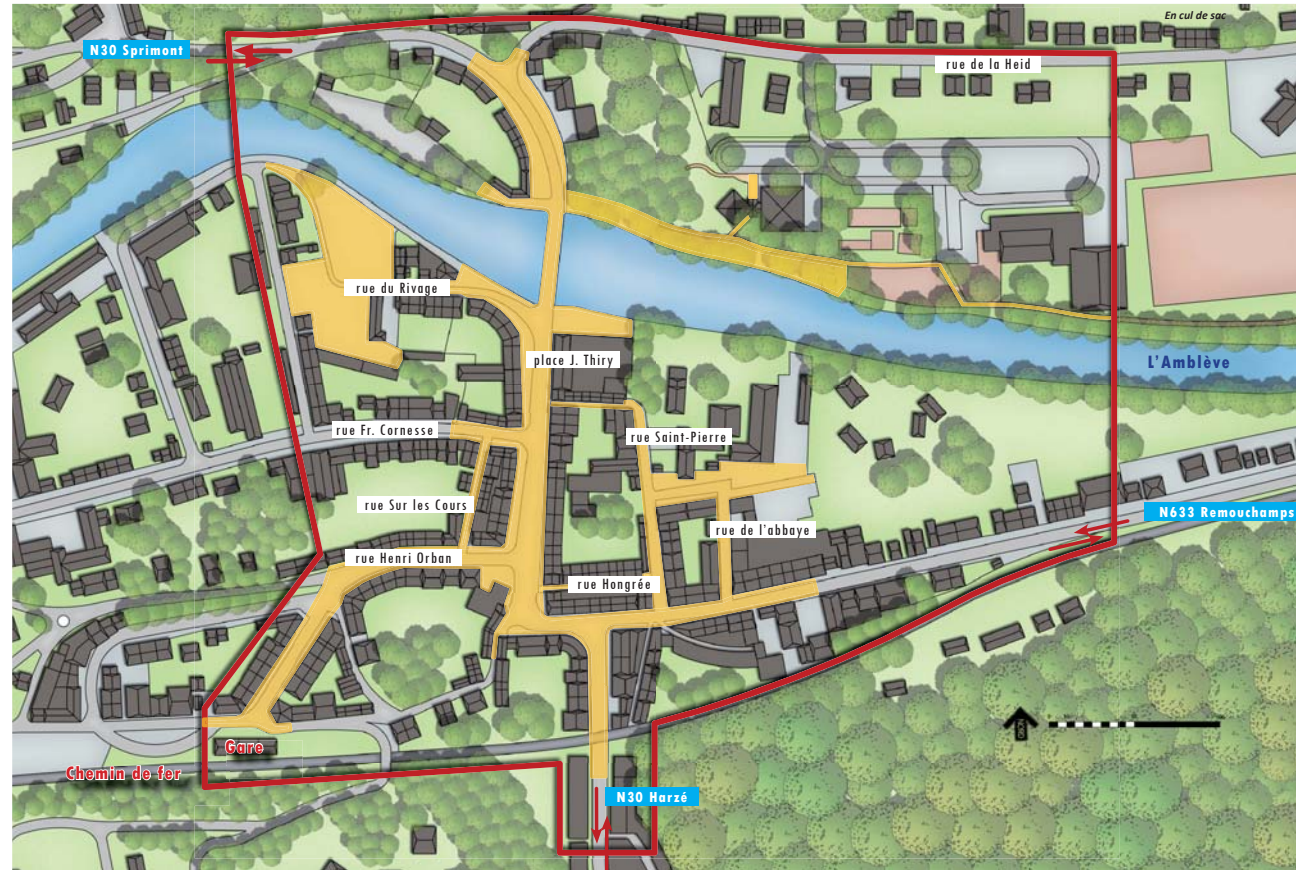 En cul de sac
N30 Sprimont
rue de la Heid
rue du Rivage
place J. Thiry
L'Amblève
rue Fr. Cornesse
rue Saint-Pierre
rue Sur les Cours
N633 Remouchamps
rue de l'abbaye
rue Henri Orban
rue Hongrée
NORD
Gare
Chemin de fer
N30 Harzé